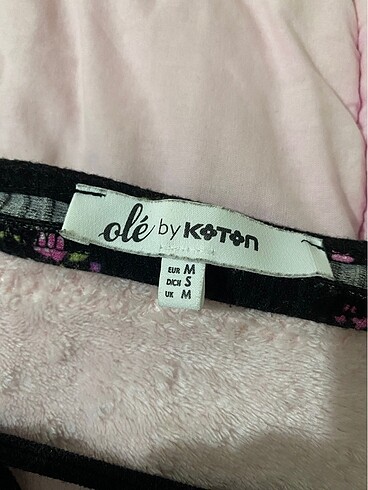 olé by KOTON
EUR M
D/CH S
UK M